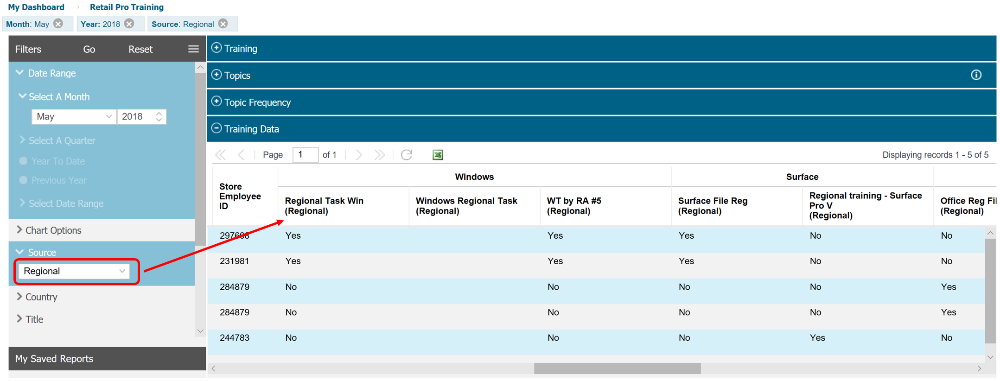 My Dashboard > Retail Pro Training
Month: May Year: 2018 Source: Regional
Filters Go Reset
Date Range
Select A Month
May 2018
Select A Quarter
Year To Date
Previous Year
Select Date Range
Chart Options
Source
Regional
Country
Title
My Saved Reports
Training
Topics
Topic Frequency
Training Data
Page 1 of 1 Displaying records 1 - 5 of 5
Windows Surface
Store
Employee
ID
Regional Task Win
(Regional)
Windows Regional Task
(Regional)
WT by RA #5
(Regional)
Surface File Reg
(Regional)
Regional training - Surface
Pro V
(Regional)
Office Reg Fil
(Regional)
297608 Yes Yes Yes No No
231981 Yes Yes Yes No No
284879 No No No No Yes
284879 No No No No Yes
244783 No No No Yes No